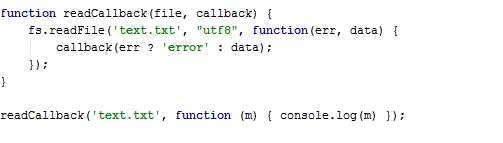 function readCallback(file, callback) {
    fs.readFile('text.txt', "utf8", function(err, data) {
        callback(err ? 'error' : data);
    });
}

readCallback('text.txt', function (m) { console.log(m) });